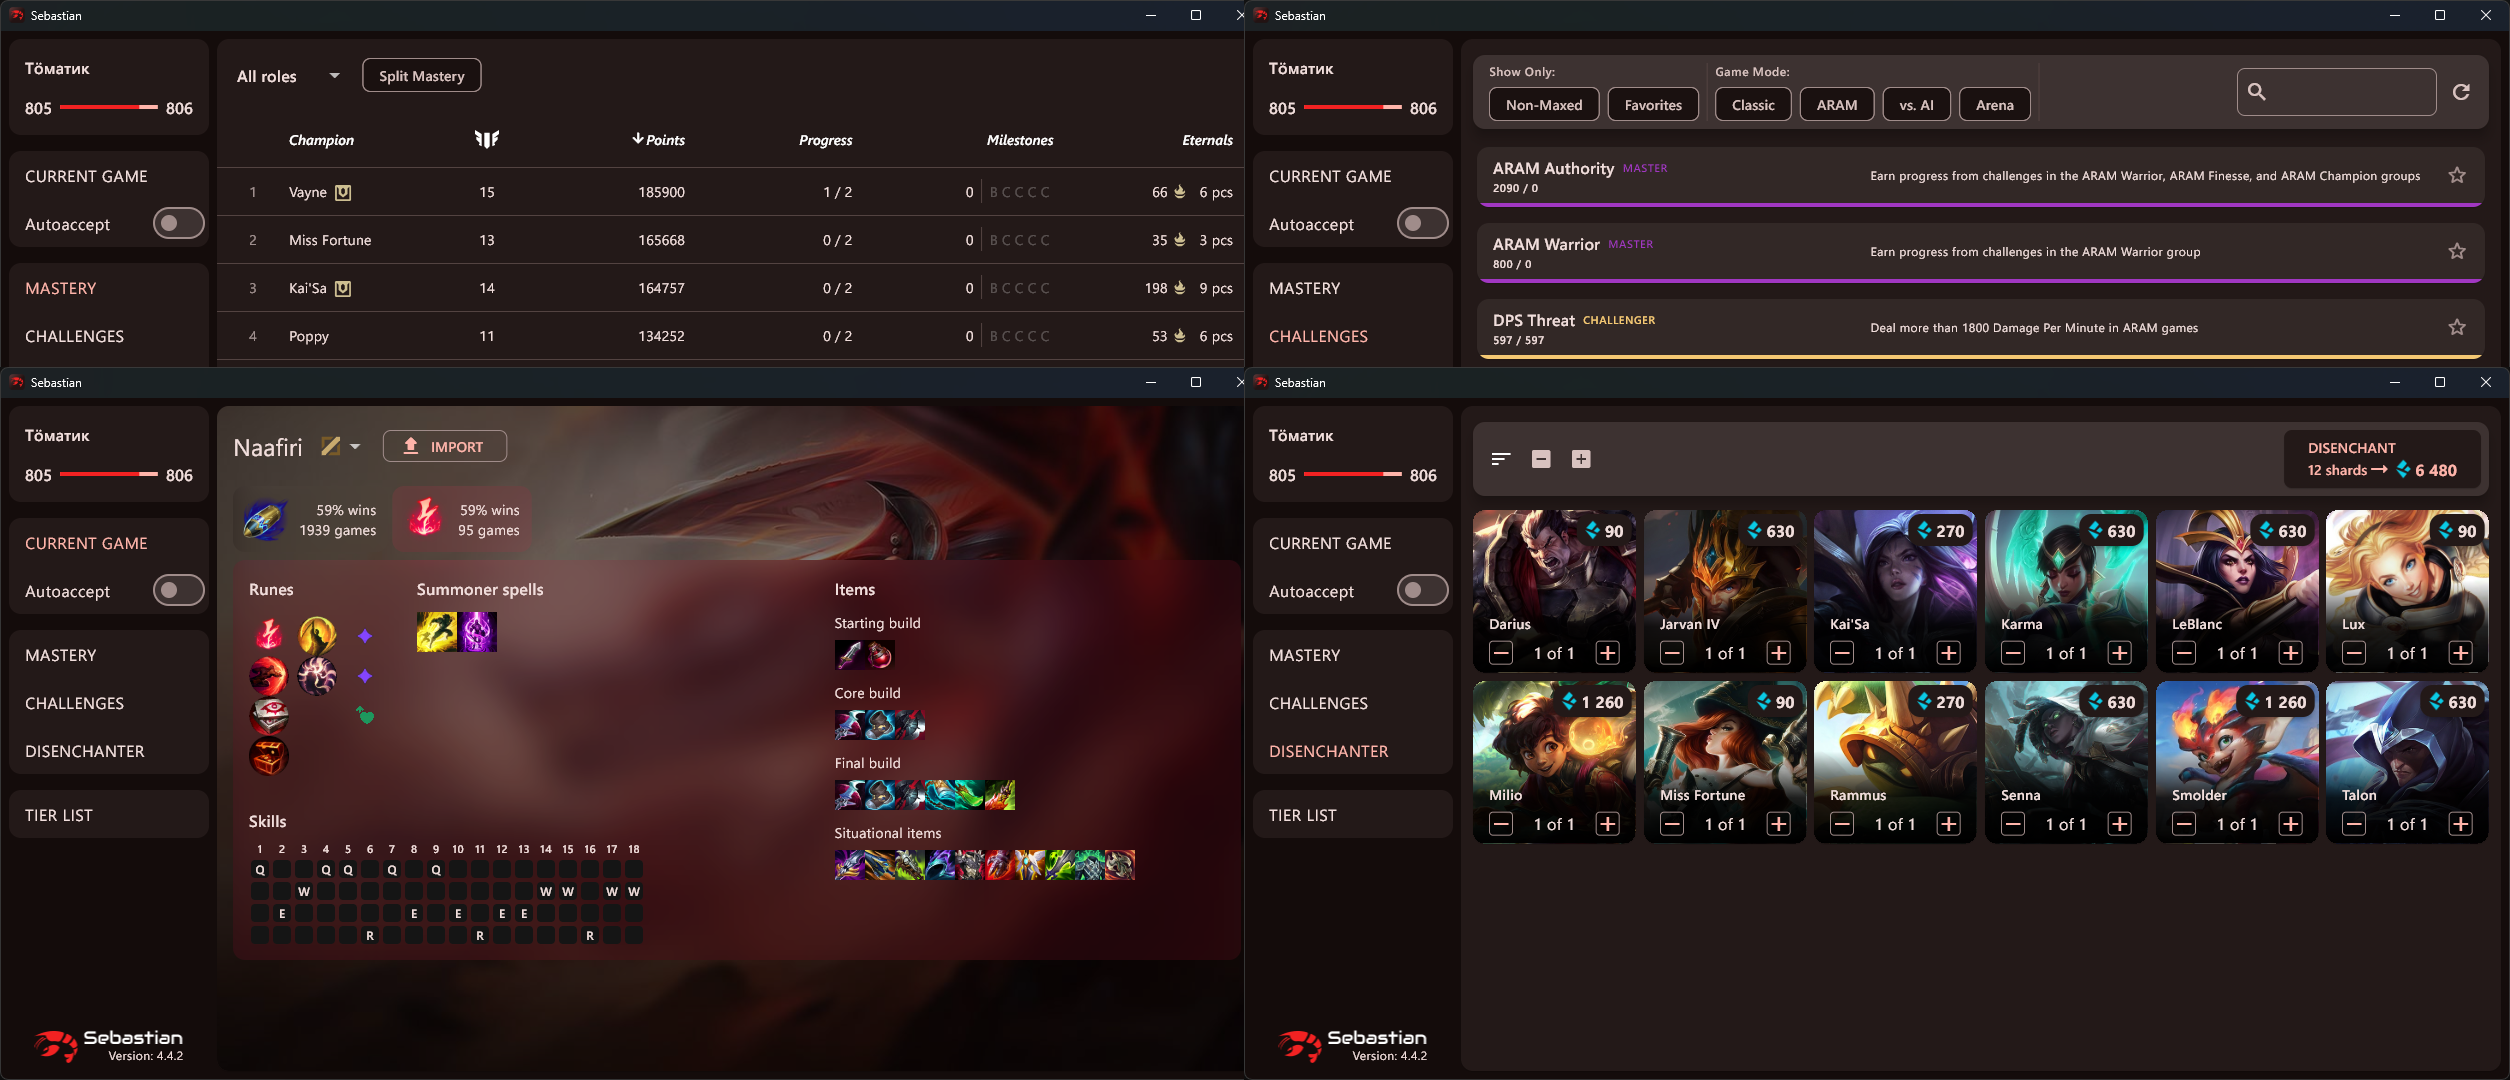 Sebastian
Tömатик
805 806
CURRENT GAME
Autoaccept
MASTERY
CHALLENGES
All roles Split Mastery
Champion Points Progress Milestones Eternals
1 Vayne 15 185900 1 / 2 0 B C C C C 66 6 pcs
2 Miss Fortune 13 165668 0 / 2 0 B C C C C 35 3 pcs
3 Kai'Sa 14 164757 0 / 2 0 B C C C C 198 9 pcs
4 Poppy 11 134252 0 / 2 0 B C C C C 53 6 pcs
Sebastian
Tömатик
805 806
CURRENT GAME
Autoaccept
MASTERY
CHALLENGES
Show Only: Game Mode:
Non-Maxed Favorites Classic ARAM vs. AI Arena
ARAM Authority MASTER
2090 / 0
Earn progress from challenges in the ARAM Warrior, ARAM Finesse, and ARAM Champion groups
ARAM Warrior MASTER
800 / 0
Earn progress from challenges in the ARAM Warrior group
DPS Threat CHALLENGER
597 / 597
Deal more than 1800 Damage Per Minute in ARAM games
Sebastian
Tömатик
805 806
CURRENT GAME
Autoaccept
MASTERY
CHALLENGES
DISENCHANTER
TIER LIST
Sebastian
Version: 4.4.2
Naafiri IMPORT
59% wins
1939 games
59% wins
95 games
Runes
Summoner spells
Items
Starting build
Core build
Final build
Situational items
Skills
1 2 3 4 5 6 7 8 9 10 11 12 13 14 15 16 17 18
Q Q Q Q Q
W W W W W
E E E E E
R R R
Sebastian
Tömатик
805 806
CURRENT GAME
Autoaccept
MASTERY
CHALLENGES
DISENCHANTER
TIER LIST
Sebastian
Version: 4.4.2
DISENCHANT
12 shards 6 480
90 630 270 630 630 90
Darius Jarvan IV Kai'Sa Karma LeBlanc Lux
1 of 1 1 of 1 1 of 1 1 of 1 1 of 1 1 of 1
1 260 90 270 630 1 260 630
Milio Miss Fortune Rammus Senna Smolder Talon
1 of 1 1 of 1 1 of 1 1 of 1 1 of 1 1 of 1